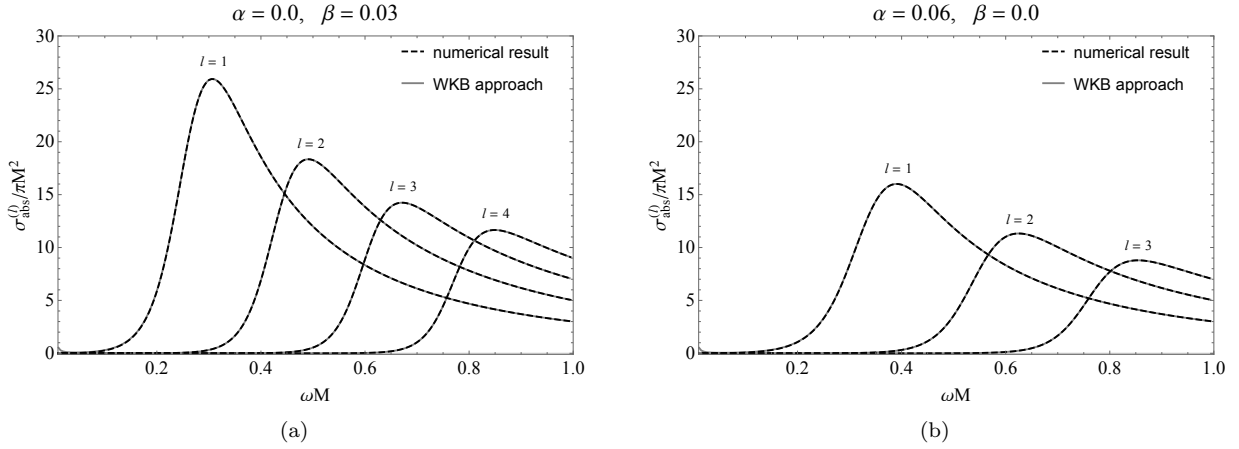 α = 0.0, β = 0.03
30
25
20
15
10
5
0
σ_abs^(l)/πM²
l = 1
l = 2
l = 3
l = 4
numerical result
WKB approach
0.2 0.4 0.6 0.8 1.0
ωM
(a)
α = 0.06, β = 0.0
30
25
20
15
10
5
0
σ_abs^(l)/πM²
l = 1
l = 2
l = 3
numerical result
WKB approach
0.2 0.4 0.6 0.8 1.0
ωM
(b)